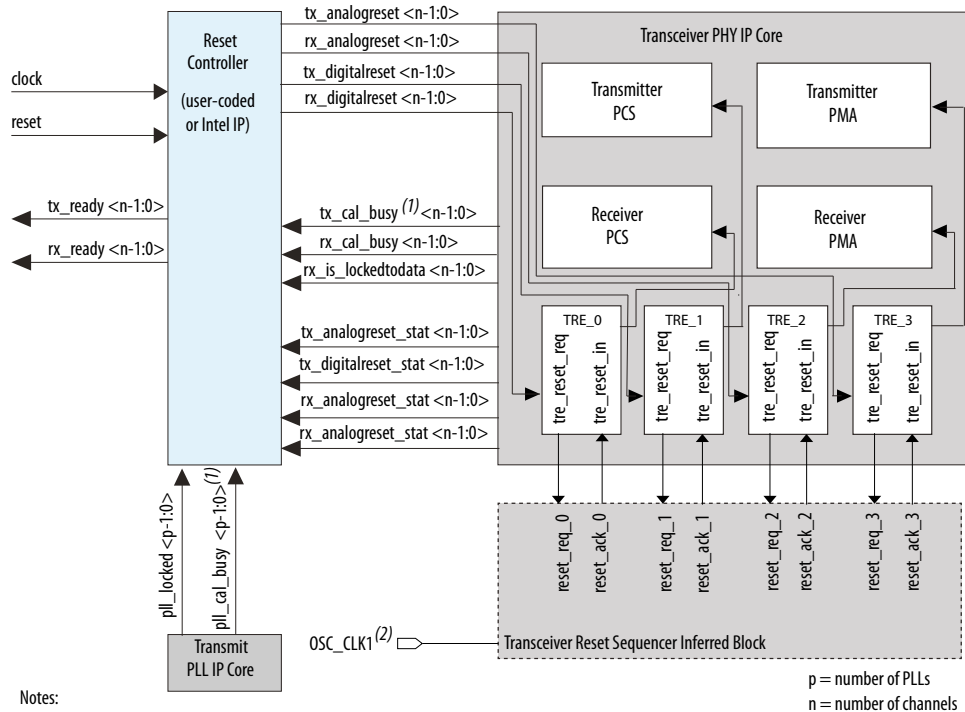 tx_analogreset <n-1:0>
rx_analogreset <n-1:0>
tx_digitalreset <n-1:0>
rx_digitalreset <n-1:0>
Reset
Controller
(user-coded
or Intel IP)
clock
reset
tx_ready <n-1:0>
rx_ready <n-1:0>
tx_cal_busy (1) <n-1:0>
rx_cal_busy <n-1:0>
rx_is_lockedtodata <n-1:0>
tx_analogreset_stat <n-1:0>
tx_digitalreset_stat <n-1:0>
rx_analogreset_stat <n-1:0>
rx_analogreset_stat <n-1:0>
Transceiver PHY IP Core
Transmitter
PCS
Transmitter
PMA
Receiver
PCS
Receiver
PMA
TRE_0
tre_reset_req
tre_reset_in
TRE_1
tre_reset_req
tre_reset_in
TRE_2
tre_reset_req
tre_reset_in
TRE_3
tre_reset_req
tre_reset_in
reset_req_0
reset_ack_0
reset_req_1
reset_ack_1
reset_req_2
reset_ack_2
reset_req_3
reset_ack_3
Transceiver Reset Sequencer Inferred Block
pll_locked <p-1:0>
pll_cal_busy <p-1:0>(1)
Transmit
PLL IP Core
OSC_CLK1(2)
p = number of PLLs
n = number of channels
Notes: